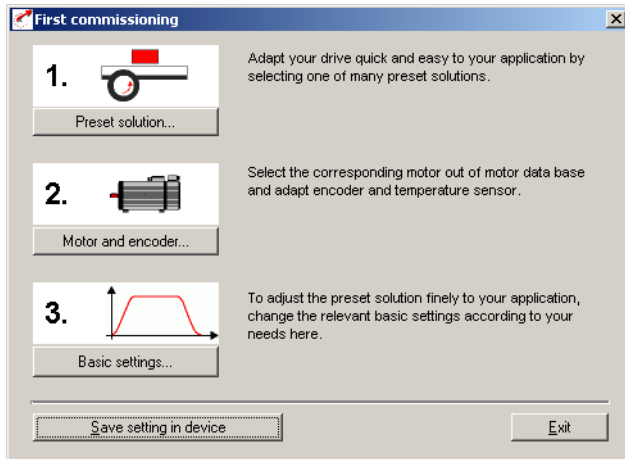 First commissioning
1.
Adapt your drive quick and easy to your application by
selecting one of many preset solutions.
Preset solution...
2.
Select the corresponding motor out of motor data base
and adapt encoder and temperature sensor.
Motor and encoder...
3.
To adjust the preset solution finely to your application,
change the relevant basic settings according to your
needs here.
Basic settings...
Save setting in device
Exit